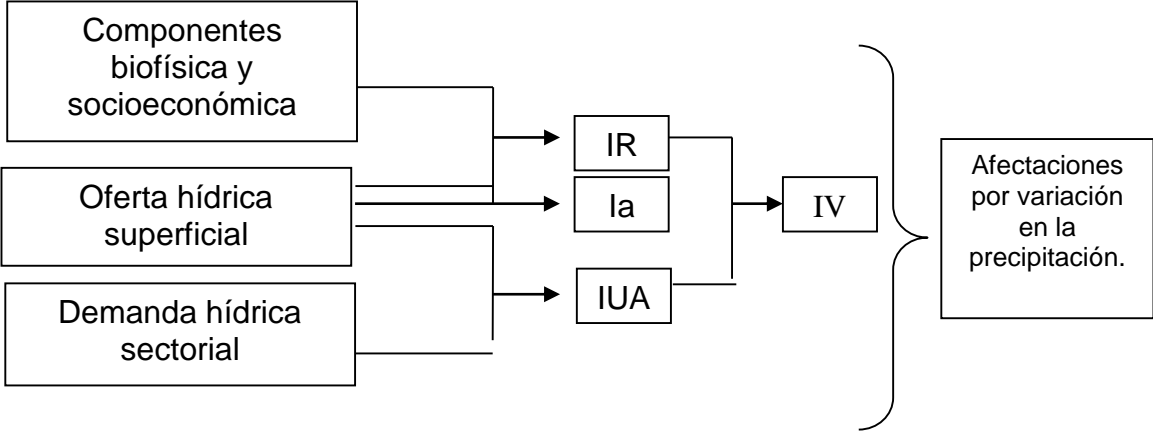 Componentes
biofísica y
socioeconómica
Oferta hídrica
superficial
Demanda hídrica
sectorial
IR
Ia
IUA
IV
Afectaciones
por variación
en la
precipitación.